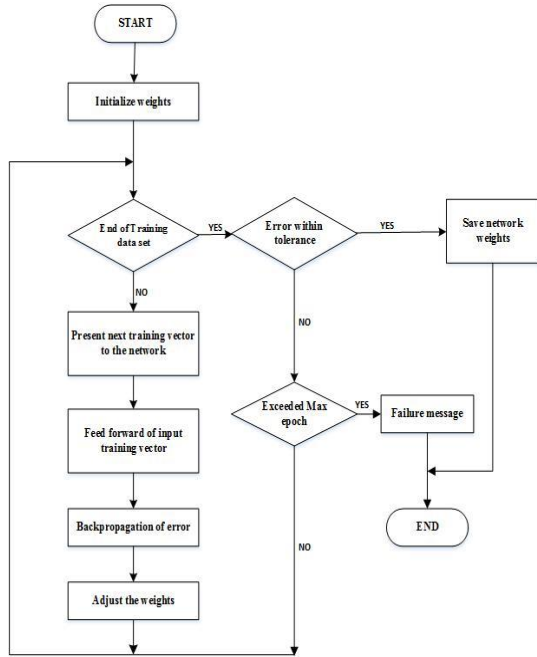 START
Initialize weights
End of Training
data set
YES
Error within
tolerance
YES
Save network
weights
NO
Present next training vector
to the network
NO
Exceeded Max
epoch
YES
Failure message
Feed forward of input
training vector
Backpropagation of error
END
NO
Adjust the weights